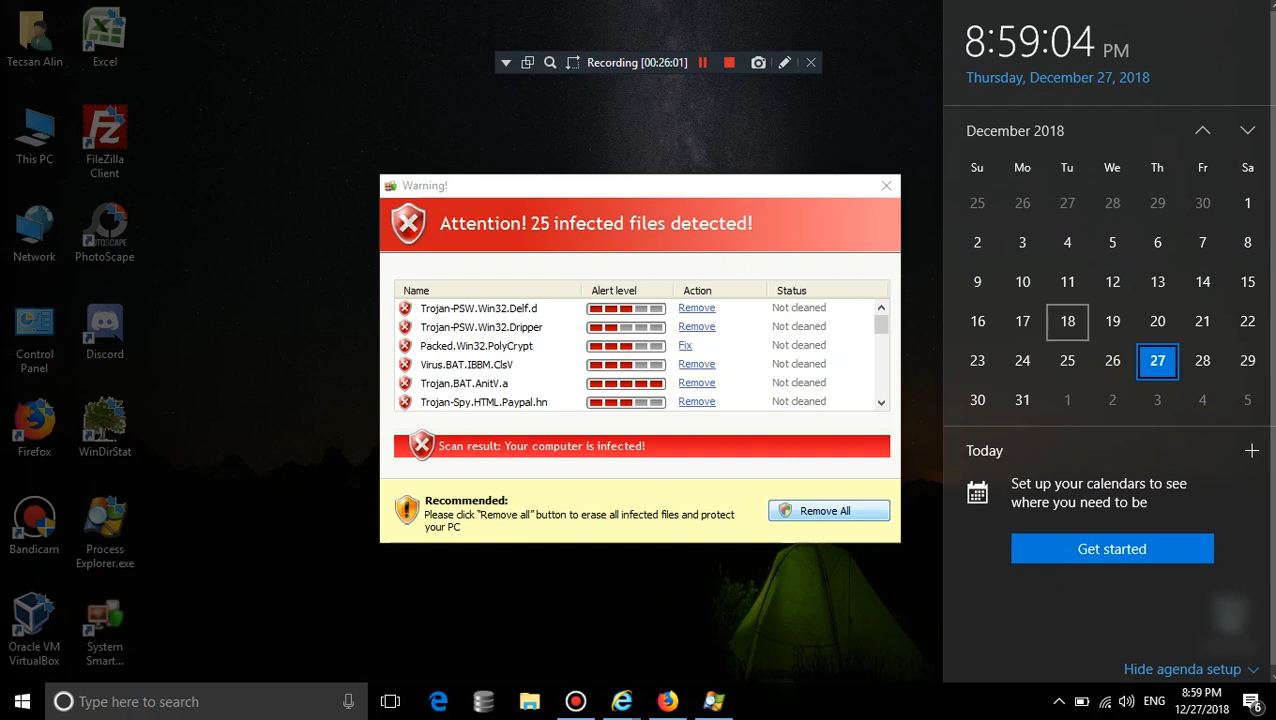 Tecsan Alin
Excel
This PC
FileZilla
Client
Network
PhotoScape
Control
Panel
Discord
Firefox
WinDirStat
Bandicam
Process
Explorer.exe
Oracle VM
VirtualBox
System
Smart...
Recording [00:26:01]
Warning!
Attention! 25 infected files detected!
Name Alert level Action Status
Trojan-PSW.Win32.Delf.d Remove Not cleaned
Trojan-PSW.Win32.Dripper Remove Not cleaned
Packed.Win32.PolyCrypt Fix Not cleaned
Virus.BAT.IBBM.ClsV Remove Not cleaned
Trojan.BAT.AnitV.a Remove Not cleaned
Trojan-Spy.HTML.Paypal.hn Remove Not cleaned
Scan result: Your computer is infected!
Recommended:
Please click "Remove all" button to erase all infected files and protect
your PC
Remove All
8:59:04 PM
Thursday, December 27, 2018
December 2018
Su Mo Tu We Th Fr Sa
25 26 27 28 29 30 1
2 3 4 5 6 7 8
9 10 11 12 13 14 15
16 17 18 19 20 21 22
23 24 25 26 27 28 29
30 31 1 2 3 4 5
Today
Set up your calendars to see
where you need to be
Get started
Hide agenda setup
Type here to search
ENG
8:59 PM
12/27/2018
6